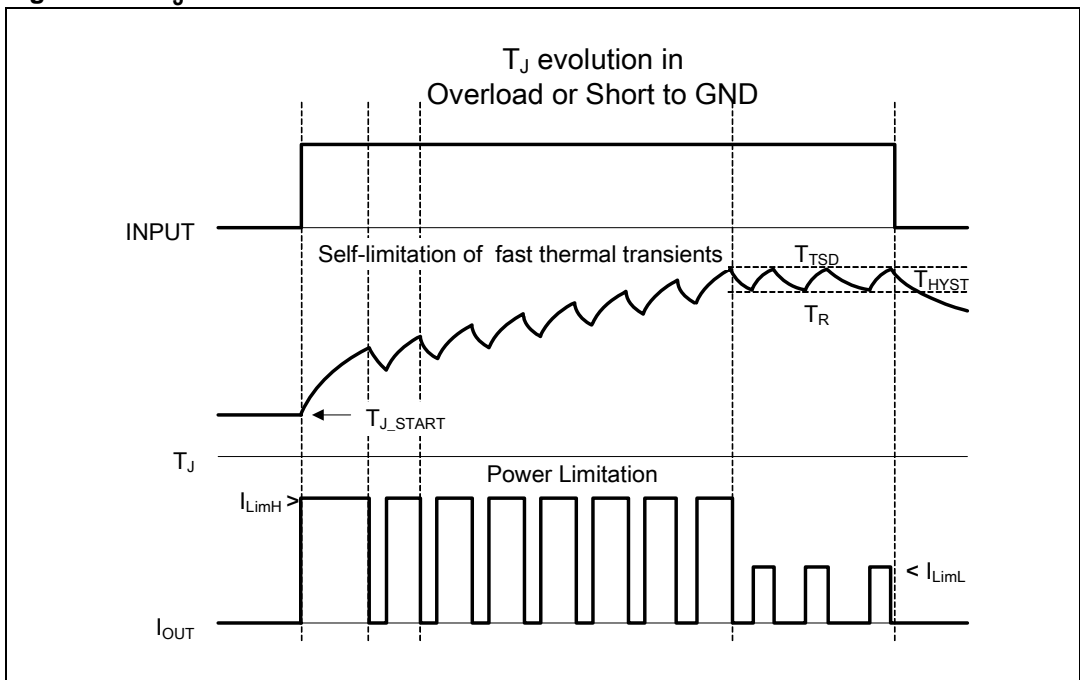 T_J evolution in
Overload or Short to GND
INPUT
Self-limitation of fast thermal transients
T_TSD
T_HYST
T_R
T_J_START
T_J
Power Limitation
I_LimH >
< I_LimL
I_OUT